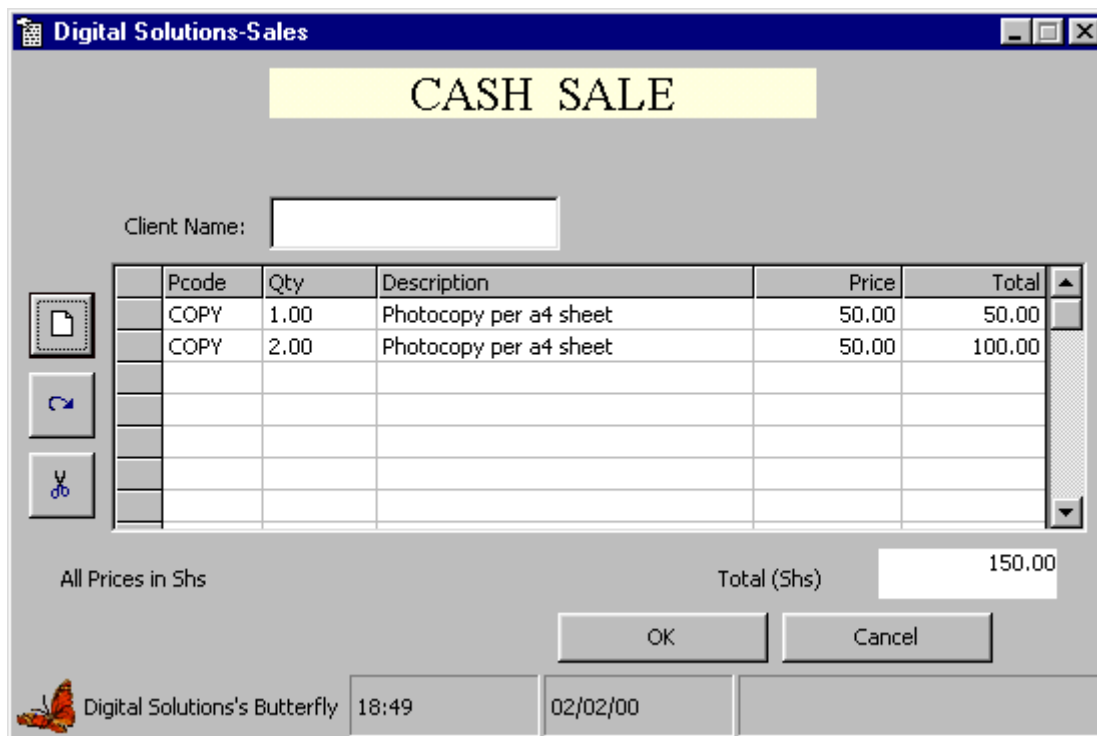 Digital Solutions-Sales
CASH SALE
Client Name:
Pcode Qty Description Price Total
COPY 1.00 Photocopy per a4 sheet 50.00 50.00
COPY 2.00 Photocopy per a4 sheet 50.00 100.00
All Prices in Shs Total (Shs) 150.00
OK Cancel
Digital Solutions's Butterfly 18:49 02/02/00